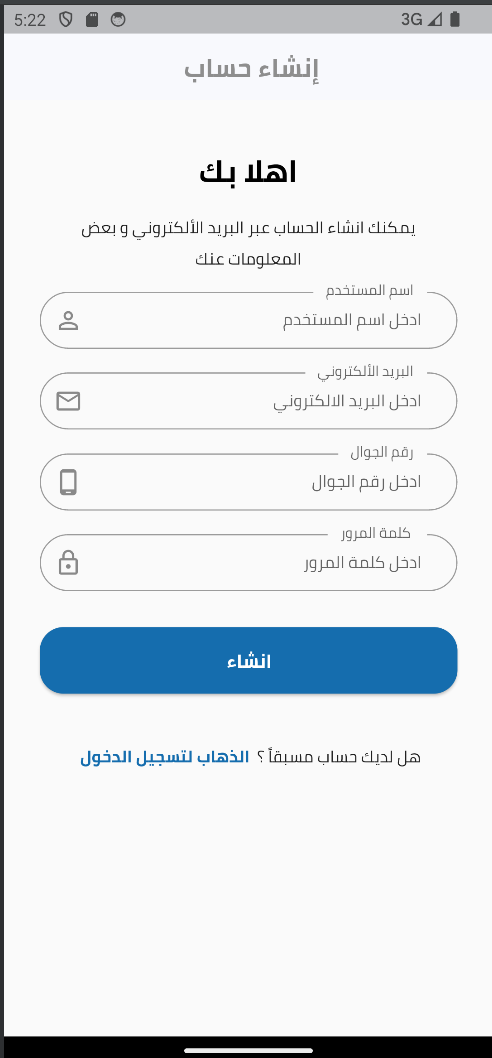 5:22
3G
إنشاء حساب
اهلا بك
يمكنك انشاء الحساب عبر البريد الألكتروني و بعض
المعلومات عنك
اسم المستخدم
ادخل اسم المستخدم
البريد الألكتروني
ادخل البريد الالكتروني
رقم الجوال
ادخل رقم الجوال
كلمة المرور
ادخل كلمة المرور
انشاء
هل لديك حساب مسبقاً ؟ الذهاب لتسجيل الدخول